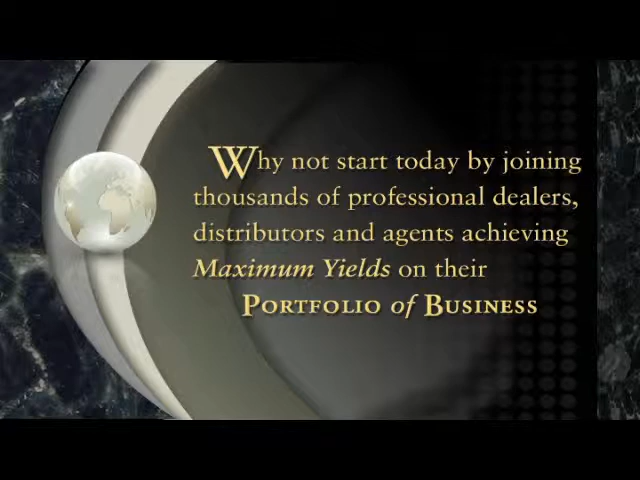 Why not start today by joining
thousands of professional dealers,
distributors and agents achieving
Maximum Yields on their
PORTFOLIO of BUSINESS